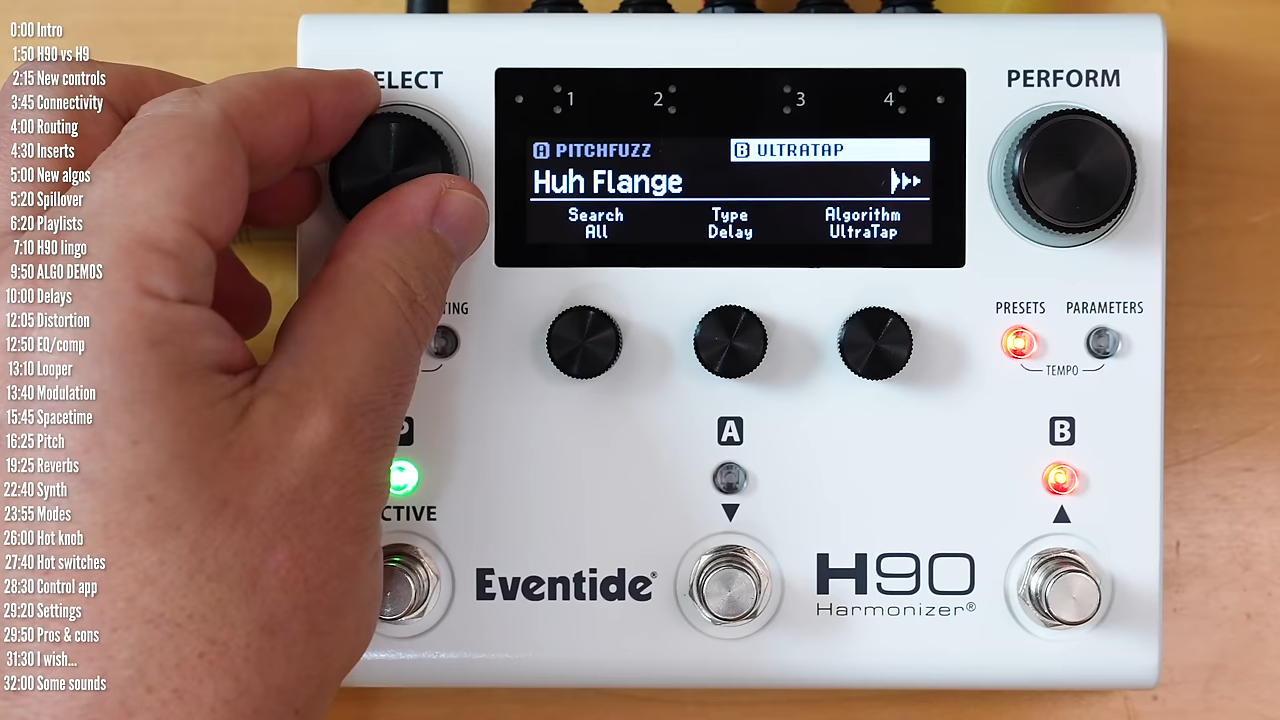 0:00 Intro
1:50 H90 vs H9
2:15 New controls
3:45 Connectivity
4:00 Routing
4:30 Inserts
5:00 New algos
5:20 Spillover
6:20 Playlists
7:10 H90 lingo
9:50 ALGO DEMOS
10:00 Delays
12:05 Distortion
12:50 EQ/comp
13:10 Looper
13:40 Modulation
15:45 Spacetime
16:25 Pitch
19:25 Reverbs
22:40 Synth
23:55 Modes
26:00 Hot knob
27:40 Hot switches
28:30 Control app
29:20 Settings
29:50 Pros & cons
31:30 I wish...
32:00 Some sounds
ELECT
PERFORM
1 2 3 4
A PITCHFUZZ B ULTRATAP
Huh Flange
Search Type Algorithm
All Delay UltraTap
TING
PRESETS PARAMETERS
TEMPO
P A B
CTIVE
Eventide®
H90
Harmonizer®